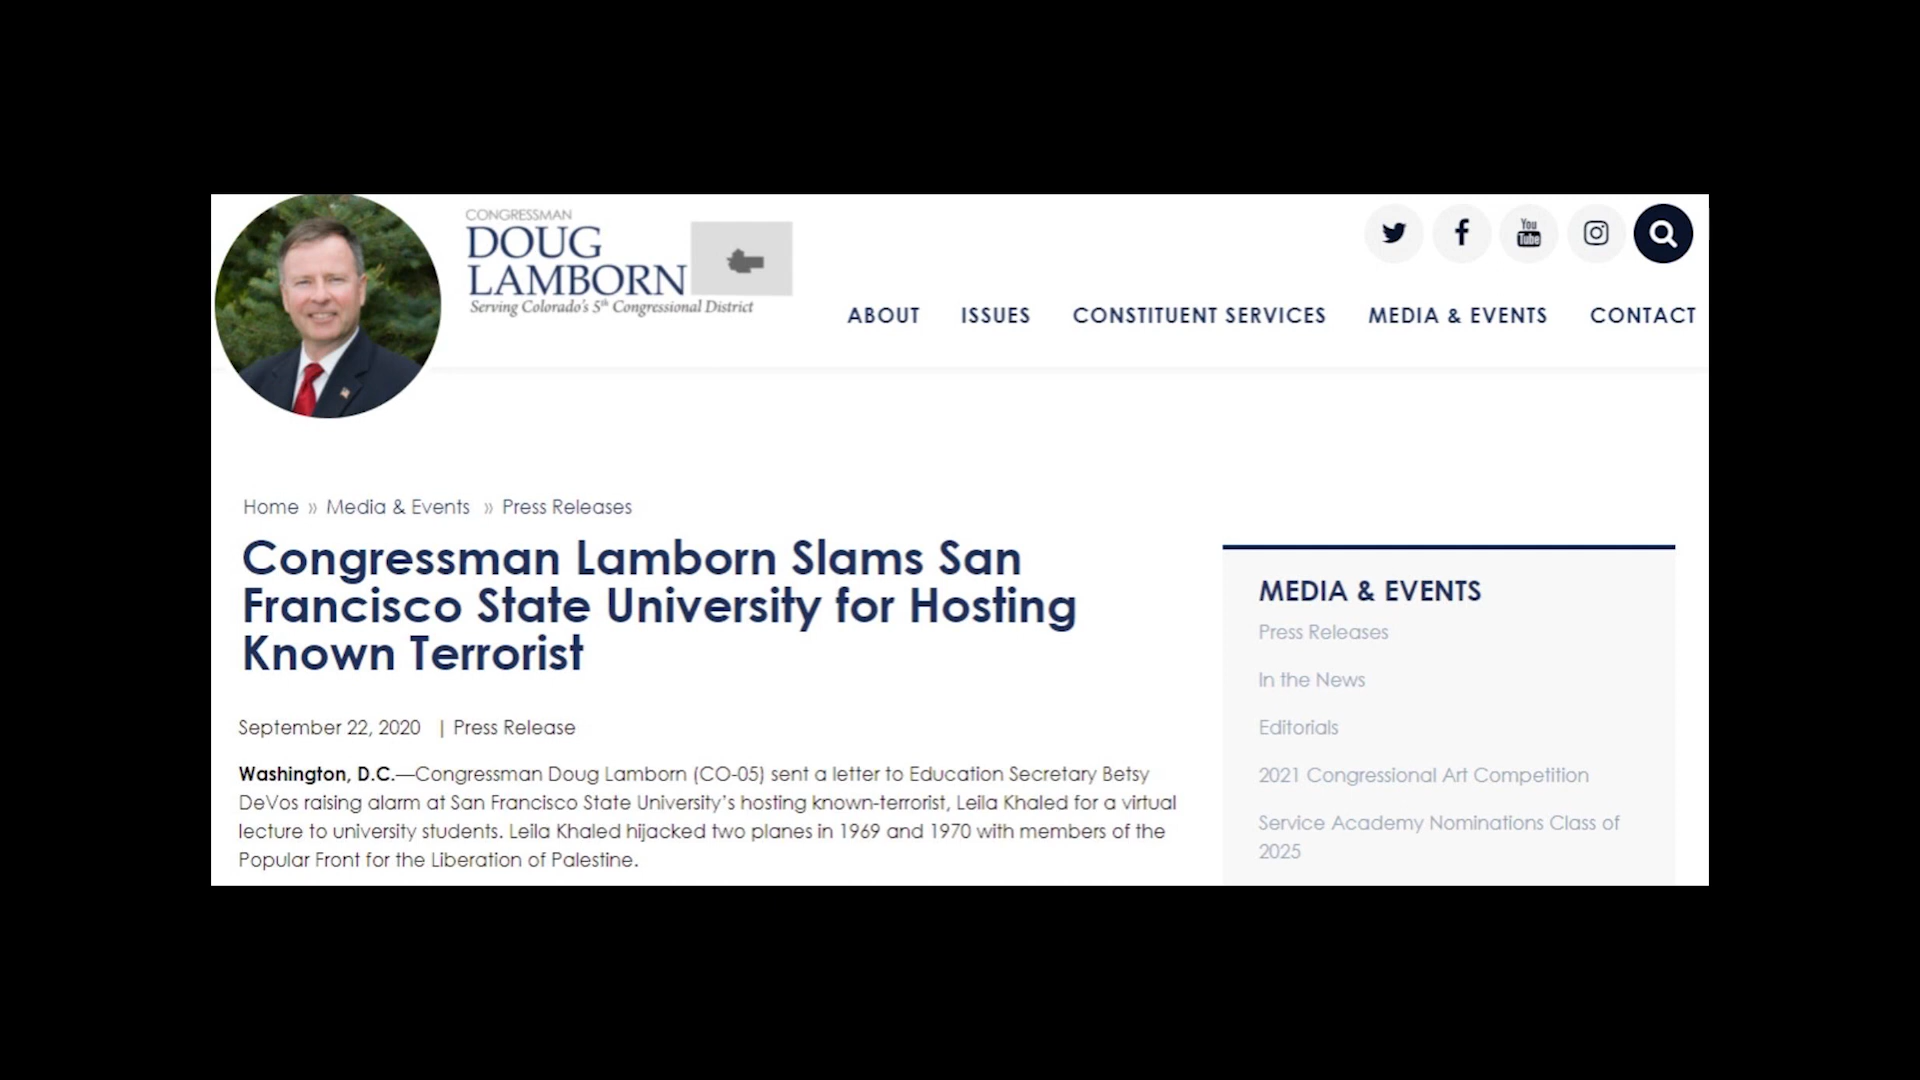 CONGRESSMAN
DOUG
LAMBORN
Serving Colorado's 5th Congressional District
You
Tube
ABOUT ISSUES CONSTITUENT SERVICES MEDIA & EVENTS CONTACT
Home » Media & Events » Press Releases
Congressman Lamborn Slams San
Francisco State University for Hosting
Known Terrorist
September 22, 2020 | Press Release
Washington, D.C.—Congressman Doug Lamborn (CO-05) sent a letter to Education Secretary Betsy
DeVos raising alarm at San Francisco State University's hosting known-terrorist, Leila Khaled for a virtual
lecture to university students. Leila Khaled hijacked two planes in 1969 and 1970 with members of the
Popular Front for the Liberation of Palestine.
MEDIA & EVENTS
Press Releases
In the News
Editorials
2021 Congressional Art Competition
Service Academy Nominations Class of
2025